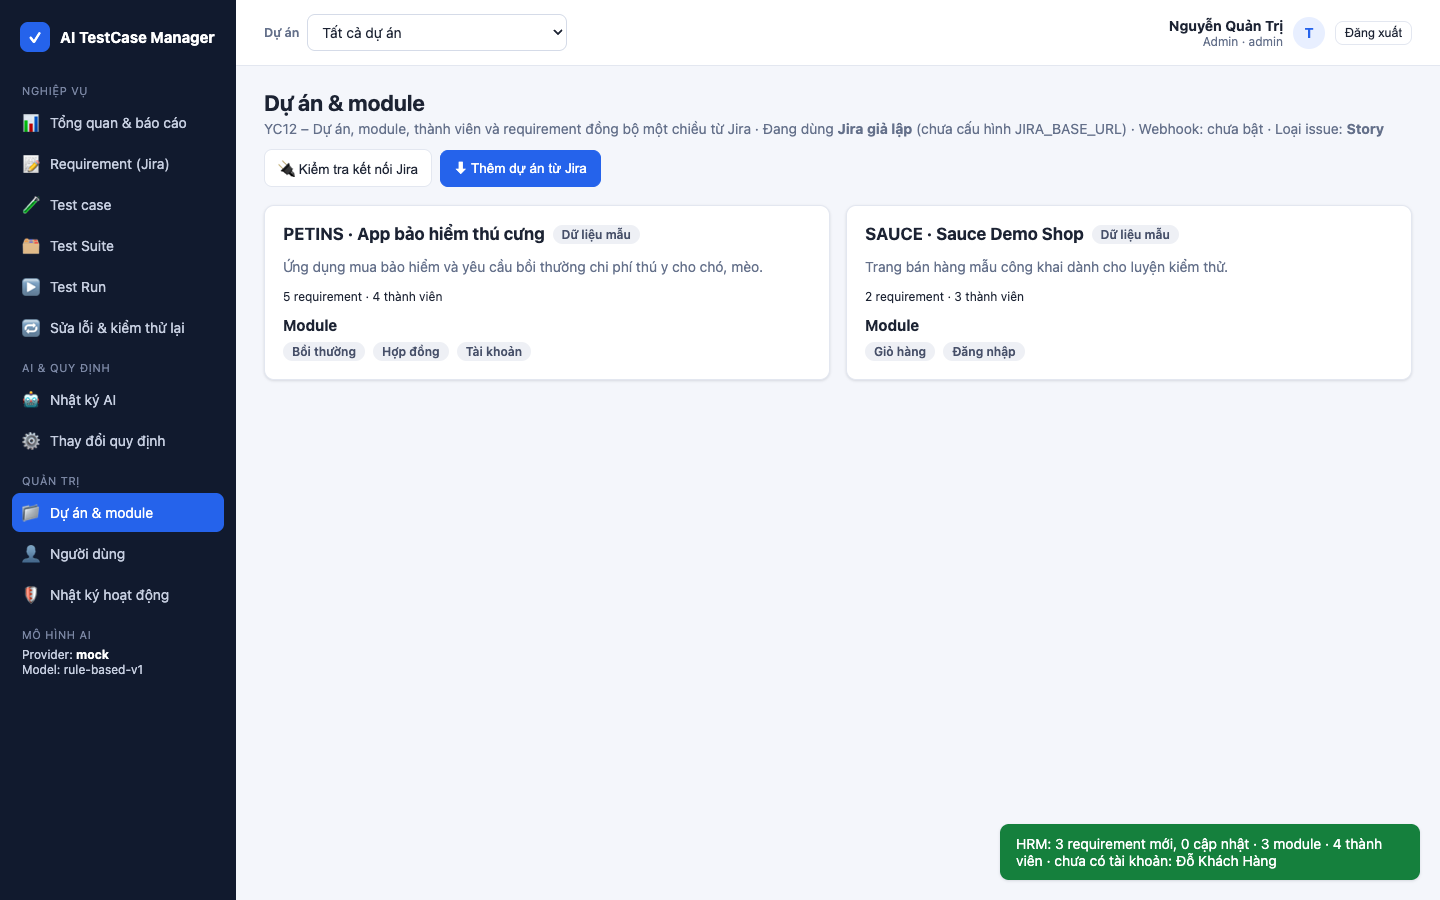 AI TestCase Manager
Dự án
Tất cả dự án
Nguyễn Quản Trị
Admin · admin
T
Đăng xuất
NGHIỆP VỤ
Tổng quan & báo cáo
Requirement (Jira)
Test case
Test Suite
Test Run
Sửa lỗi & kiểm thử lại
AI & QUY ĐỊNH
Nhật ký AI
Thay đổi quy định
QUẢN TRỊ
Dự án & module
Người dùng
Nhật ký hoạt động
MÔ HÌNH AI
Provider: mock
Model: rule-based-v1
Dự án & module
YC12 – Dự án, module, thành viên và requirement đồng bộ một chiều từ Jira · Đang dùng Jira giả lập (chưa cấu hình JIRA_BASE_URL) · Webhook: chưa bật · Loại issue: Story
Kiểm tra kết nối Jira
Thêm dự án từ Jira
PETINS · App bảo hiểm thú cưng
Dữ liệu mẫu
Ứng dụng mua bảo hiểm và yêu cầu bồi thường chi phí thú y cho chó, mèo.
5 requirement · 4 thành viên
Module
Bồi thường
Hợp đồng
Tài khoản
SAUCE · Sauce Demo Shop
Dữ liệu mẫu
Trang bán hàng mẫu công khai dành cho luyện kiểm thử.
2 requirement · 3 thành viên
Module
Giỏ hàng
Đăng nhập
HRM: 3 requirement mới, 0 cập nhật · 3 module · 4 thành
viên · chưa có tài khoản: Đỗ Khách Hàng